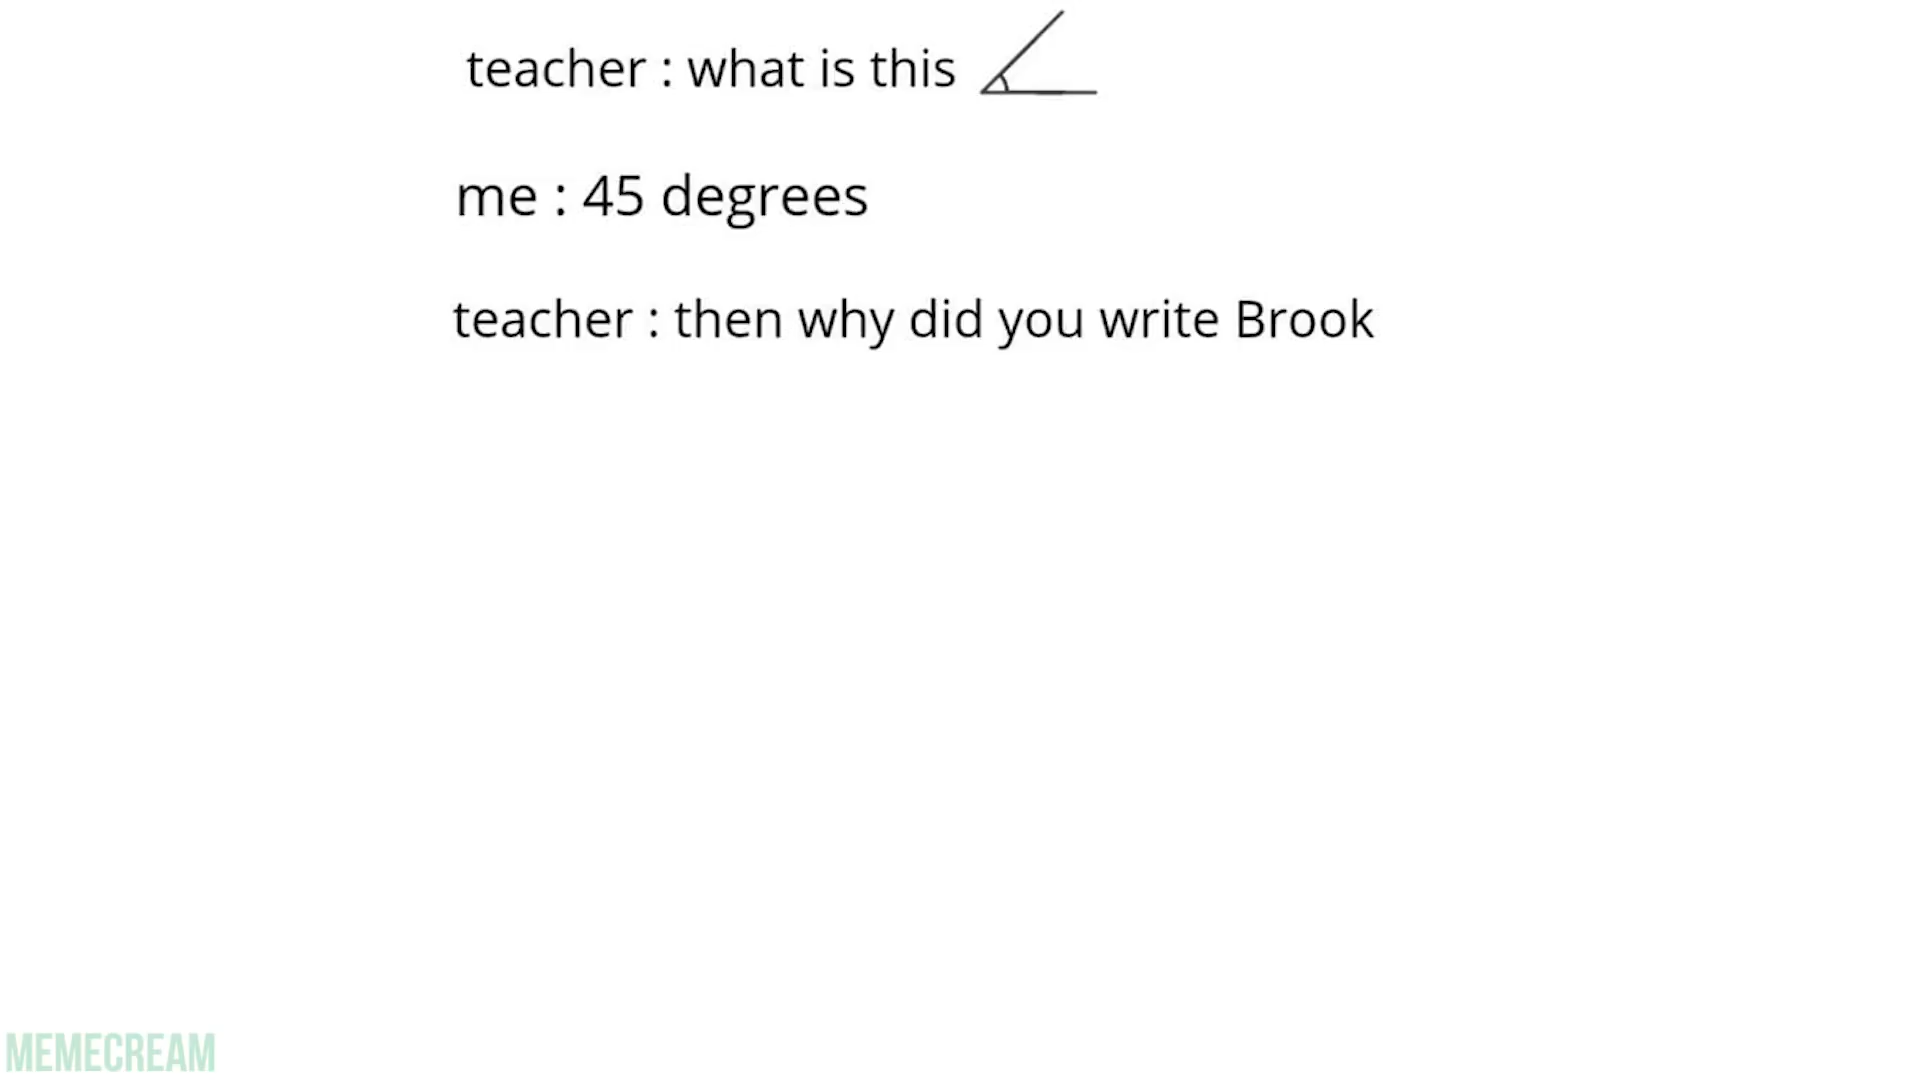 teacher : what is this
me : 45 degrees
teacher : then why did you write Brook
MEMECREAM